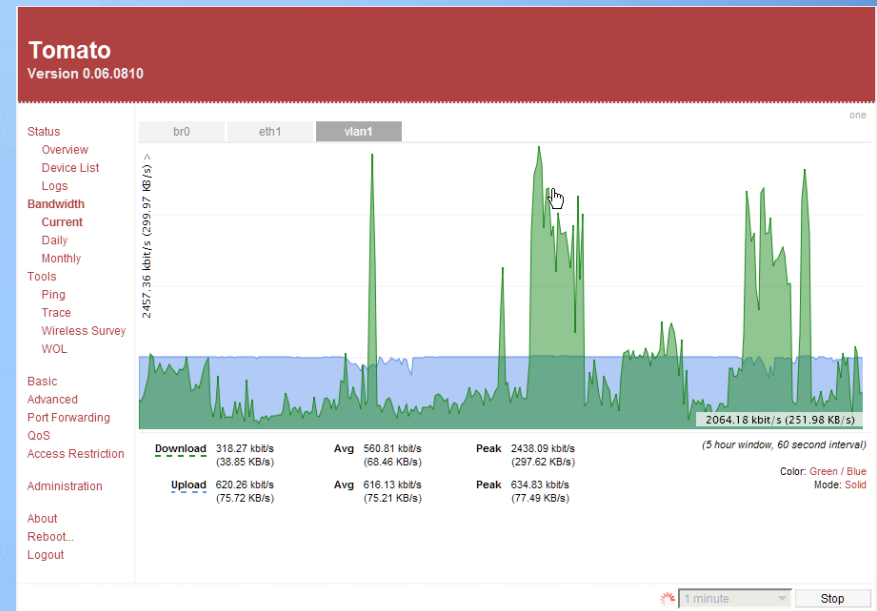 Tomato
Version 0.06.0810
one
Status
Overview
Device List
Logs
Bandwidth
Current
Daily
Monthly
Tools
Ping
Trace
Wireless Survey
WOL
Basic
Advanced
Port Forwarding
QoS
Access Restriction
Administration
About
Reboot...
Logout
br0 eth1 vlan1
2457.36 kbit/s (299.97 KB/s) >
2064.18 kbit/s (251.98 KB/s)
Download 318.27 kbit/s Avg 560.81 kbit/s Peak 2438.09 kbit/s
(38.85 KB/s) (68.46 KB/s) (297.62 KB/s)
Upload 620.26 kbit/s Avg 616.13 kbit/s Peak 634.83 kbit/s
(75.72 KB/s) (75.21 KB/s) (77.49 KB/s)
(5 hour window, 60 second interval)
Color: Green / Blue
Mode: Solid
1 minute Stop